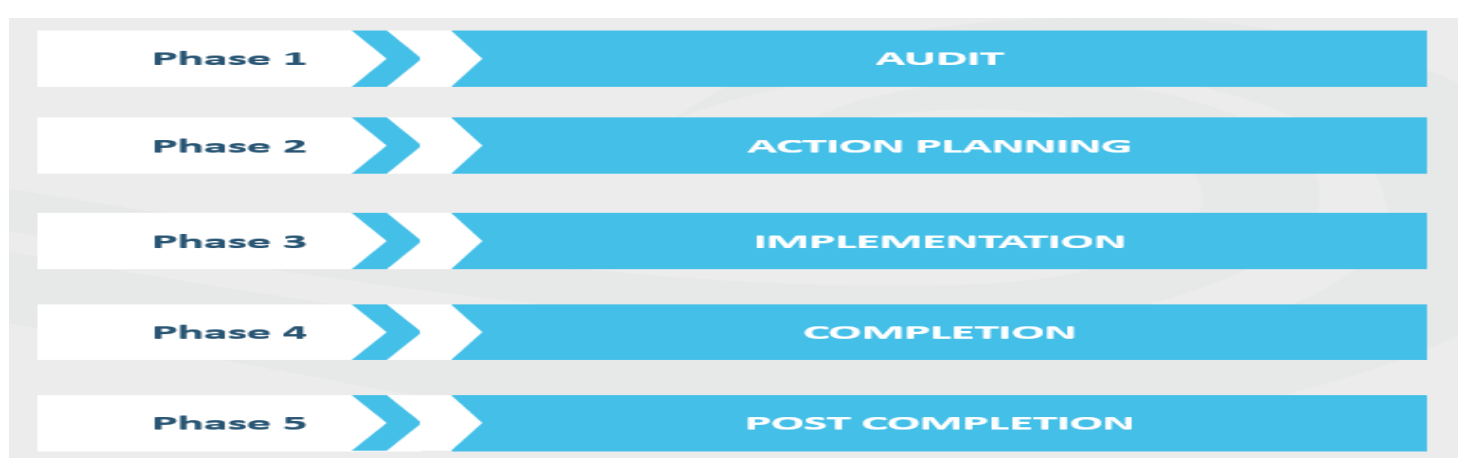 Phase 1 AUDIT
Phase 2 ACTION PLANNING
Phase 3 IMPLEMENTATION
Phase 4 COMPLETION
Phase 5 POST COMPLETION